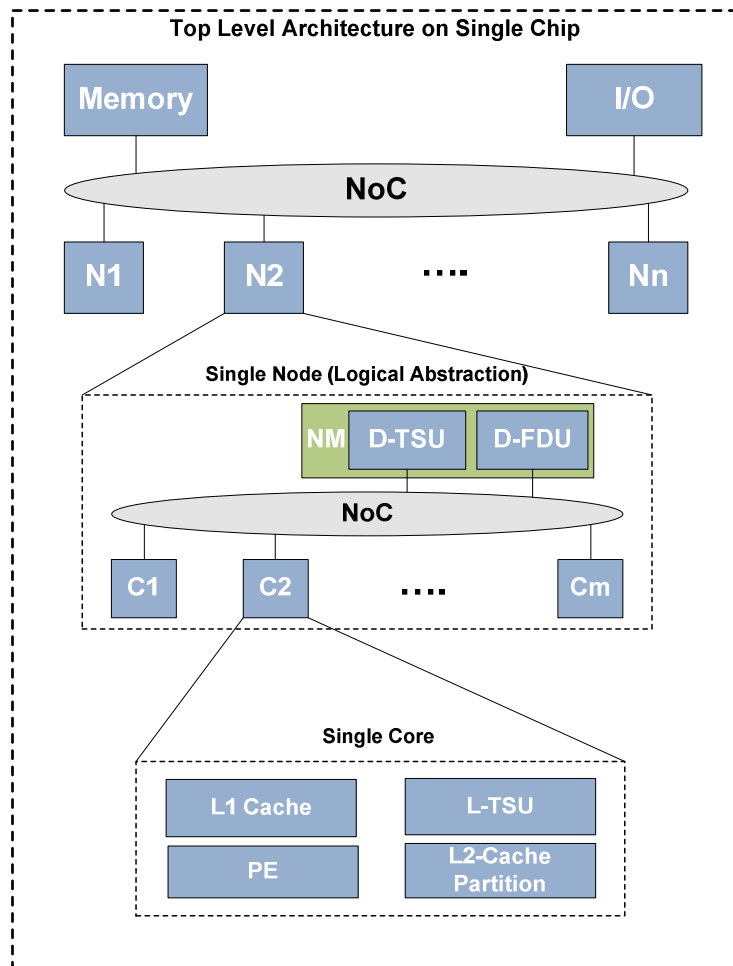 Top Level Architecture on Single Chip
Memory
I/O
NoC
N1
N2
....
Nn
Single Node (Logical Abstraction)
NM
D-TSU
D-FDU
NoC
C1
C2
....
Cm
Single Core
L1 Cache
L-TSU
PE
L2-Cache
Partition